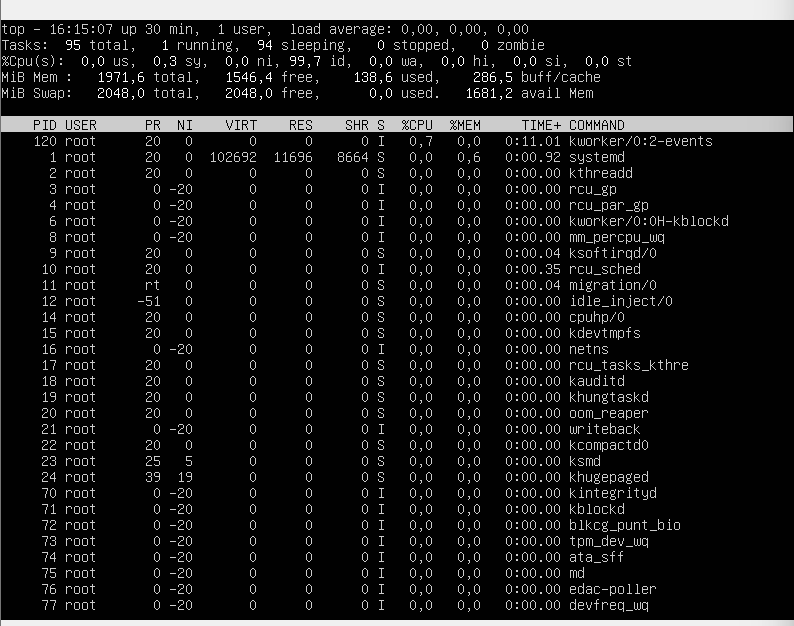 top - 16:15:07 up 30 min,  1 user,  load average: 0,00, 0,00, 0,00
Tasks:  95 total,   1 running,  94 sleeping,   0 stopped,   0 zombie
%Cpu(s):  0,0 us,  0,3 sy,  0,0 ni, 99,7 id,  0,0 wa,  0,0 hi,  0,0 si,  0,0 st
MiB Mem :   1971,6 total,   1546,4 free,    138,6 used,    286,5 buff/cache
MiB Swap:   2048,0 total,   2048,0 free,      0,0 used.   1681,2 avail Mem
PID USER      PR  NI    VIRT    RES    SHR S  %CPU  %MEM     TIME+ COMMAND
120 root      20   0       0      0      0 I   0,7   0,0   0:11.01 kworker/0:2-events
1 root      20   0  102692  11696   8664 S   0,0   0,6   0:00.92 systemd
2 root      20   0       0      0      0 S   0,0   0,0   0:00.00 kthreadd
3 root       0 -20       0      0      0 I   0,0   0,0   0:00.00 rcu_gp
4 root       0 -20       0      0      0 I   0,0   0,0   0:00.00 rcu_par_gp
6 root       0 -20       0      0      0 I   0,0   0,0   0:00.00 kworker/0:0H-kblockd
8 root       0 -20       0      0      0 I   0,0   0,0   0:00.00 mm_percpu_wq
9 root      20   0       0      0      0 S   0,0   0,0   0:00.04 ksoftirqd/0
10 root      20   0       0      0      0 I   0,0   0,0   0:00.35 rcu_sched
11 root      rt   0       0      0      0 S   0,0   0,0   0:00.04 migration/0
12 root     -51   0       0      0      0 S   0,0   0,0   0:00.00 idle_inject/0
14 root      20   0       0      0      0 S   0,0   0,0   0:00.00 cpuhp/0
15 root      20   0       0      0      0 S   0,0   0,0   0:00.00 kdevtmpfs
16 root       0 -20       0      0      0 I   0,0   0,0   0:00.00 netns
17 root      20   0       0      0      0 S   0,0   0,0   0:00.00 rcu_tasks_kthre
18 root      20   0       0      0      0 S   0,0   0,0   0:00.00 kauditd
19 root      20   0       0      0      0 S   0,0   0,0   0:00.00 khungtaskd
20 root      20   0       0      0      0 S   0,0   0,0   0:00.00 oom_reaper
21 root       0 -20       0      0      0 I   0,0   0,0   0:00.00 writeback
22 root      20   0       0      0      0 S   0,0   0,0   0:00.00 kcompactd0
23 root      25   5       0      0      0 S   0,0   0,0   0:00.00 ksmd
24 root      39  19       0      0      0 S   0,0   0,0   0:00.00 khugepaged
70 root       0 -20       0      0      0 I   0,0   0,0   0:00.00 kintegrityd
71 root       0 -20       0      0      0 I   0,0   0,0   0:00.00 kblockd
72 root       0 -20       0      0      0 I   0,0   0,0   0:00.00 blkcg_punt_bio
73 root       0 -20       0      0      0 I   0,0   0,0   0:00.00 tpm_dev_wq
74 root       0 -20       0      0      0 I   0,0   0,0   0:00.00 ata_sff
75 root       0 -20       0      0      0 I   0,0   0,0   0:00.00 md
76 root       0 -20       0      0      0 I   0,0   0,0   0:00.00 edac-poller
77 root       0 -20       0      0      0 I   0,0   0,0   0:00.00 devfreq_wq